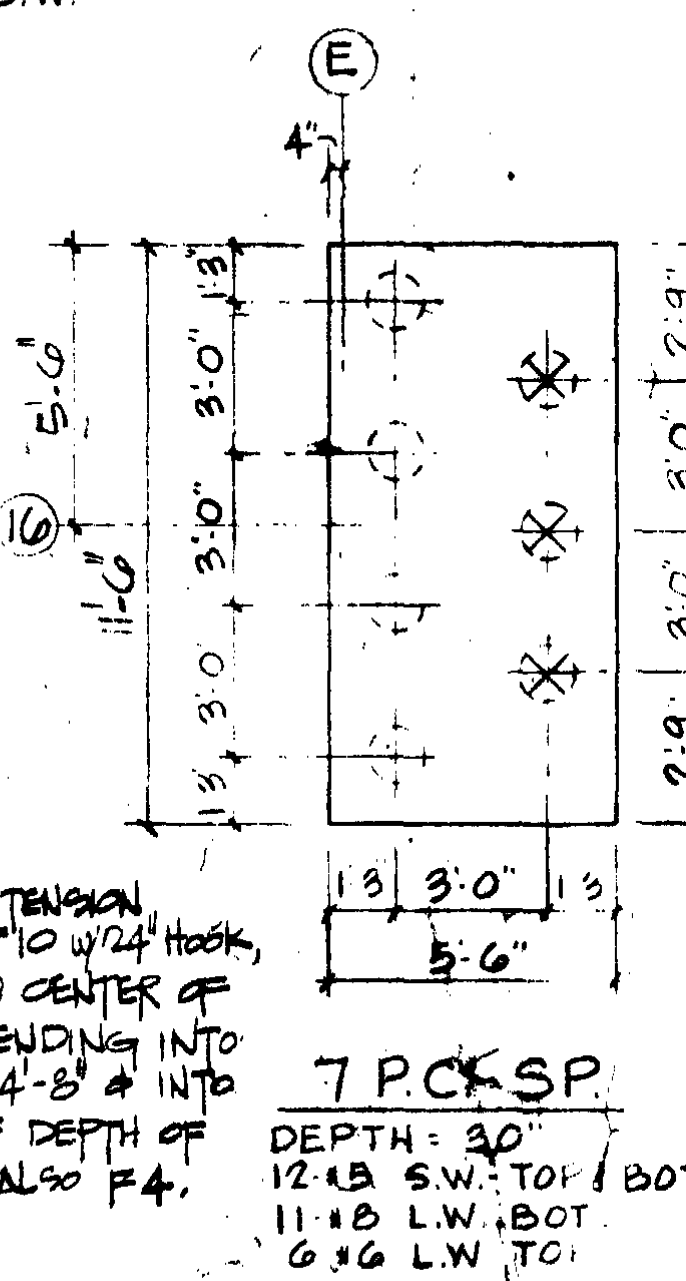 E
4"
1'3"
3'-0"
3'-0"
3'-0
1'3
5'-6"
16
11'-6"
2'-9"
3'-0"
3'-0"
2'-9
1'3
3'-0"
1'3
5'-6"
TENSION
#10 W/24" HOOK,
CENTER OF
ENDING INTO
4'-8" & INTO
DEPTH OF
ALSO F4.
7 P.C. SP.
DEPTH = 30"
S.W. - TOP & BOT
11-#8 L.W. BOT
6 #6 L.W TO